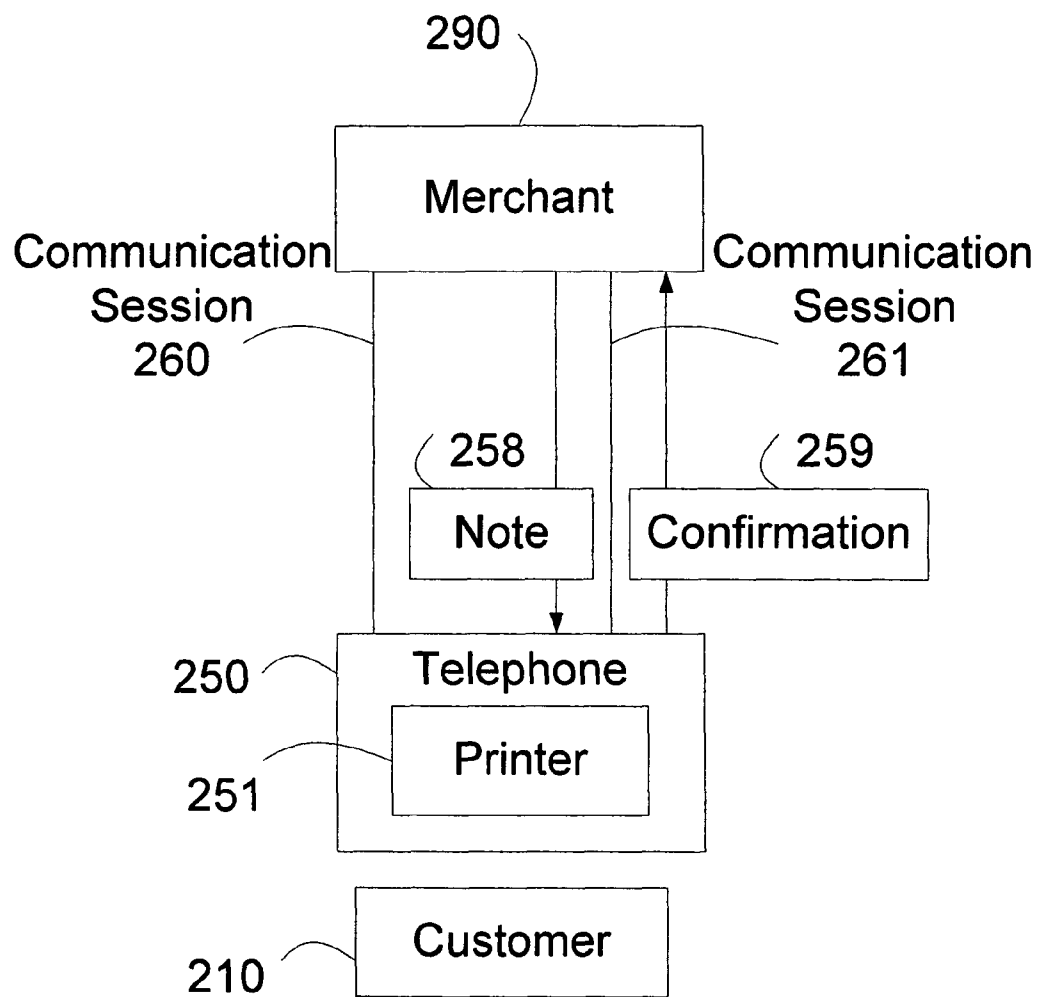 290
Merchant
Communication
Session
260
Communication
Session
261
258
Note
259
Confirmation
250
Telephone
251
Printer
210
Customer